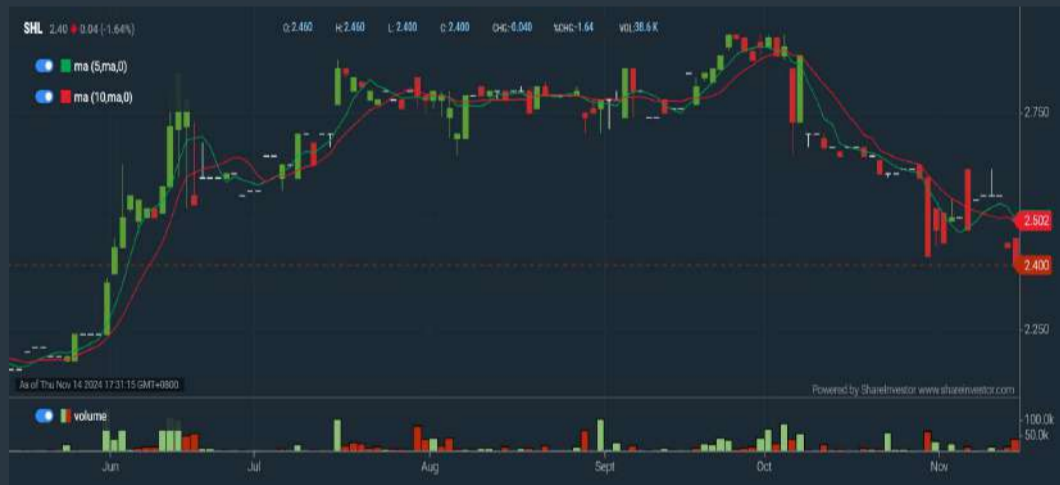 SHL 2.40 0.04 (-1.64%) O:2.460 H:2.460 L: 2.400 C:2.400 CHG:-0.040 %CHG:-1.64 VOL:38.6 K
ma (5,ma,0)
ma (10,ma,0)
2.750
2.502
2.400
2.250
As of Thu Nov 14 2024 17:31:15 GMT+0800
Powered by ShareInvestor www.shareinvestor.com
volume
100.0k
50.0k
Jun Jul Aug Sept Oct Nov